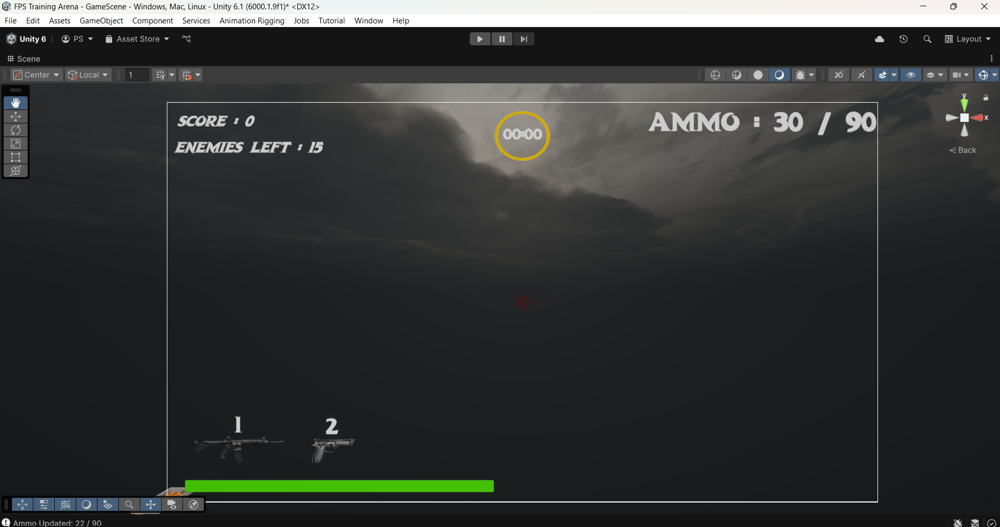 FPS Training Arena - GameScene - Windows, Mac, Linux - Unity 6.1 (6000.1.9f1)* <DX12>
File Edit Assets GameObject Component Services Animation Rigging Jobs Tutorial Window Help
Unity 6 PS Asset Store Layout
Scene
Center Local 1 2D
SCORE : 0
00:00
AMMO : 30 / 90
ENEMIES LEFT : 15
y
x
Back
1 2
Ammo Updated: 22 / 90